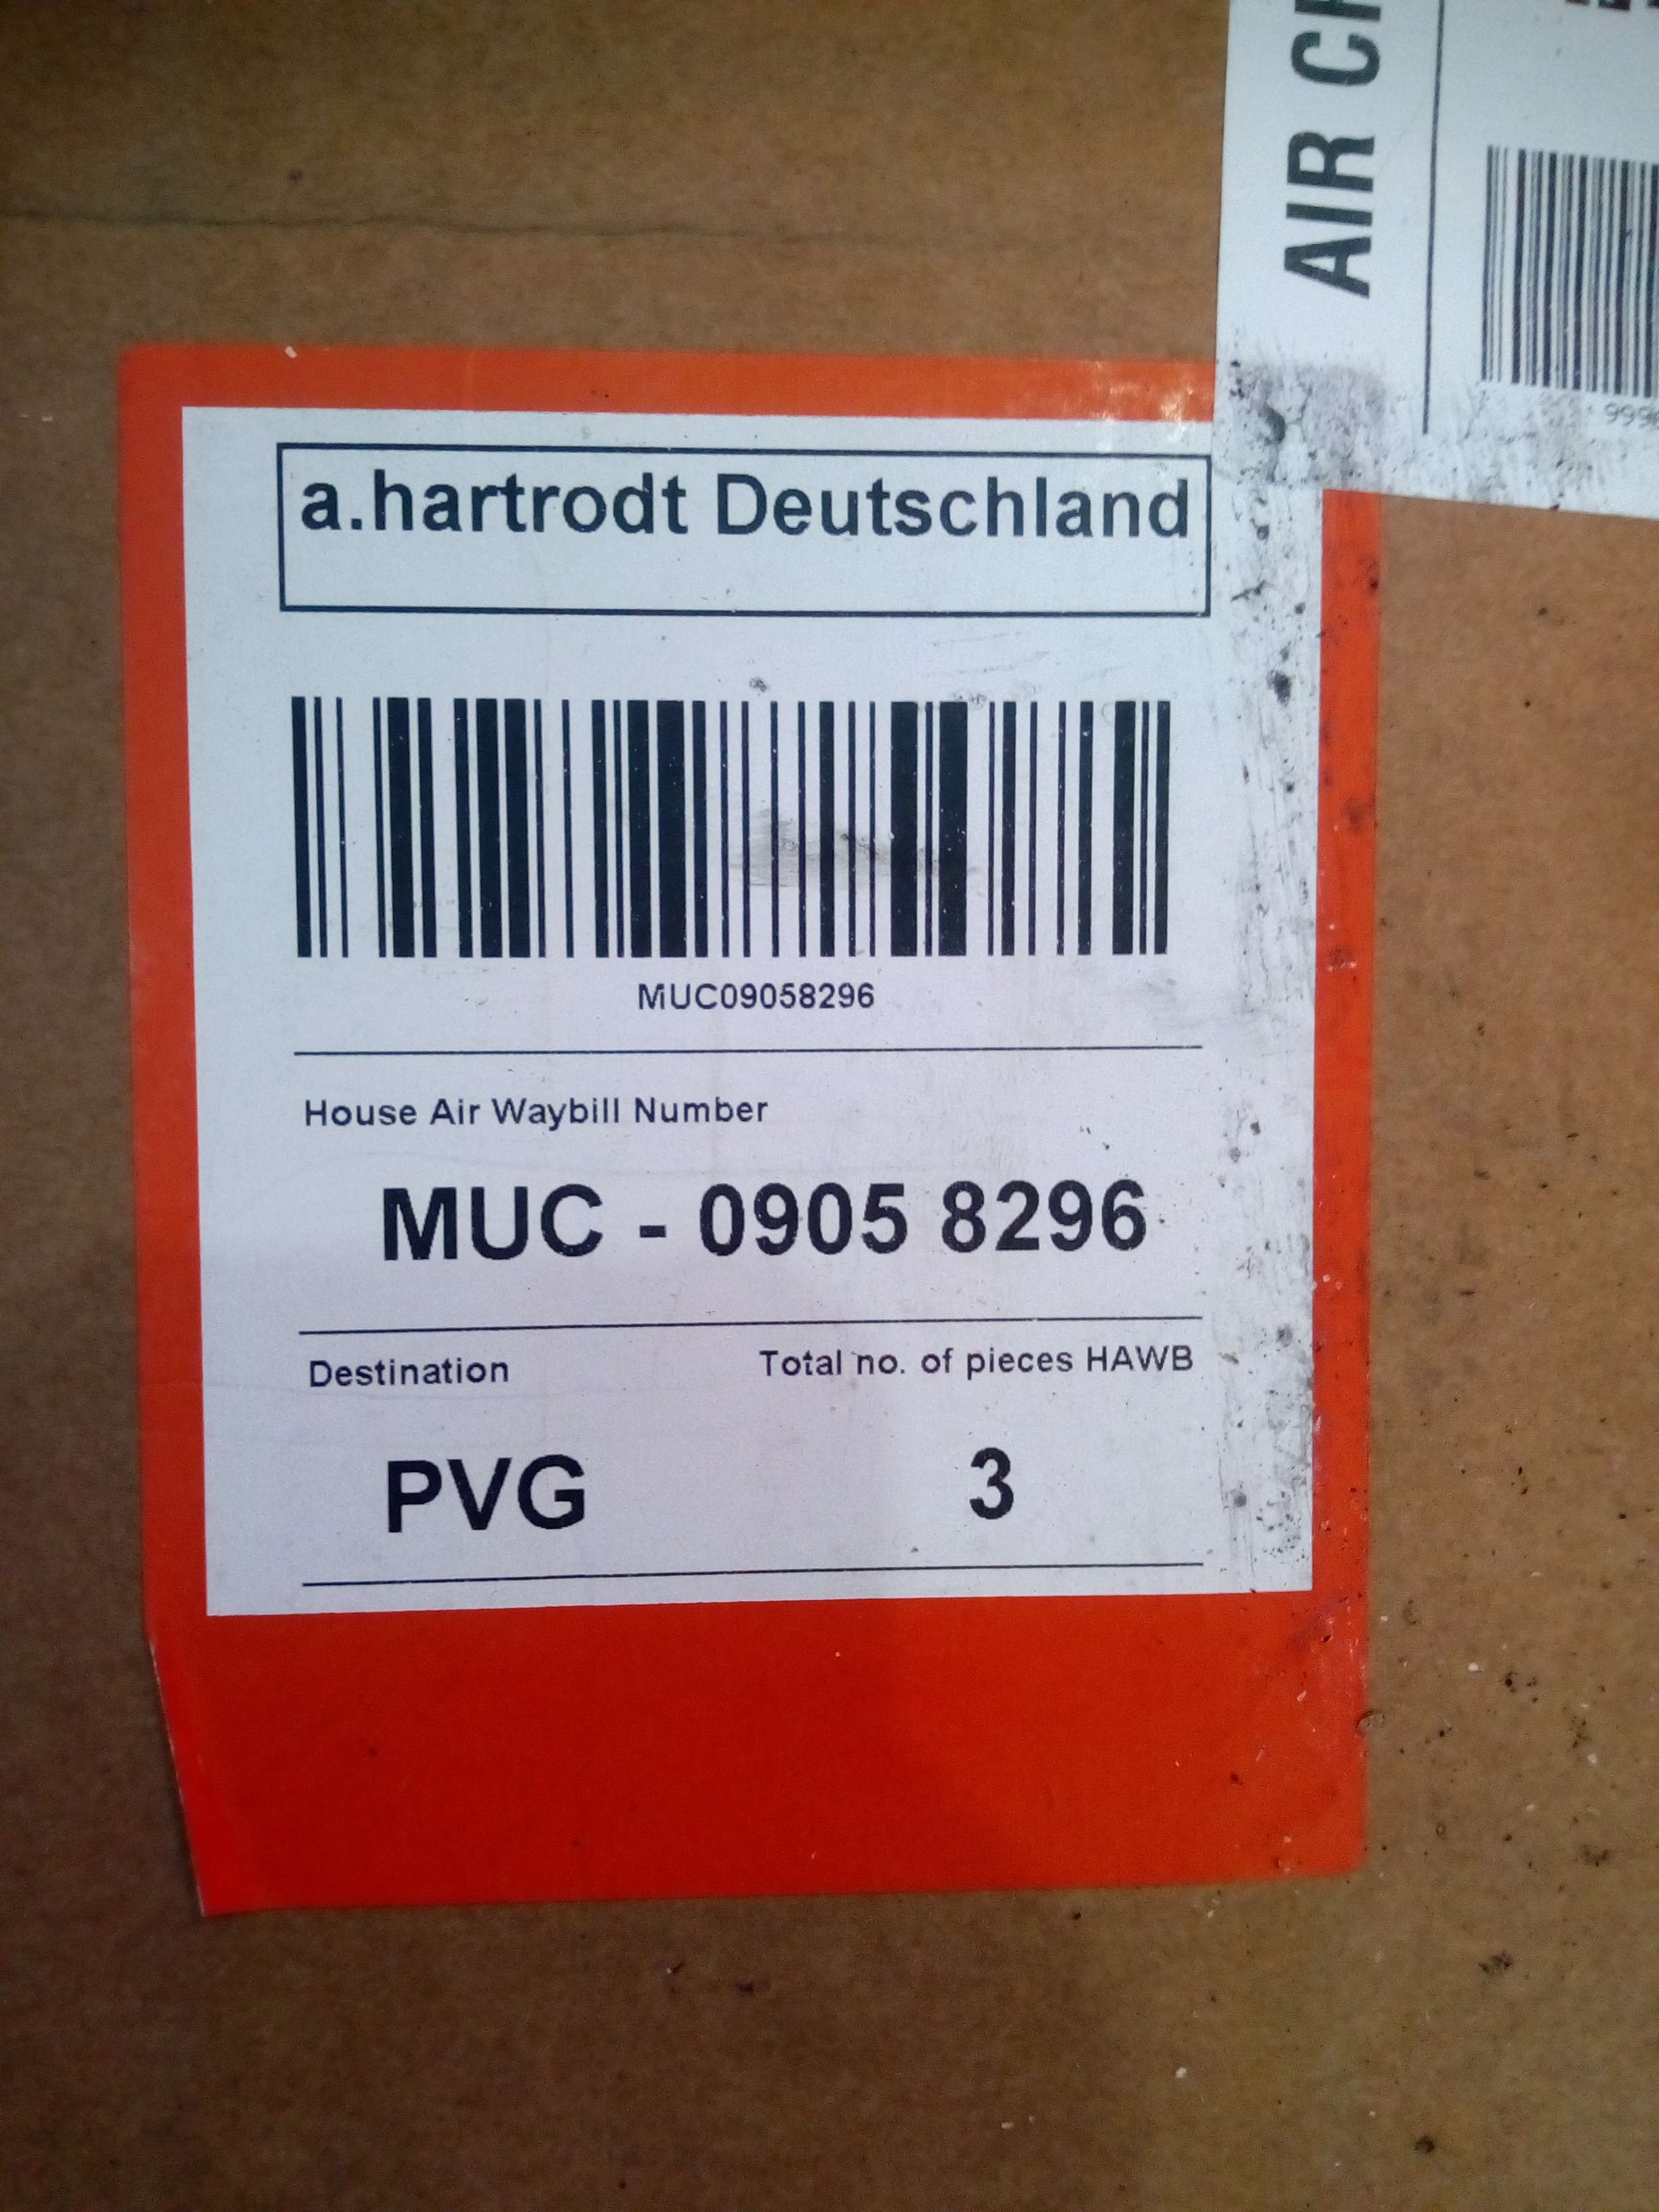 a.hartrodt Deutschland
MUC09058296
House Air Waybill Number
MUC - 0905 8296
Destination
Total no. of pieces HAWB
PVG
3
AIR